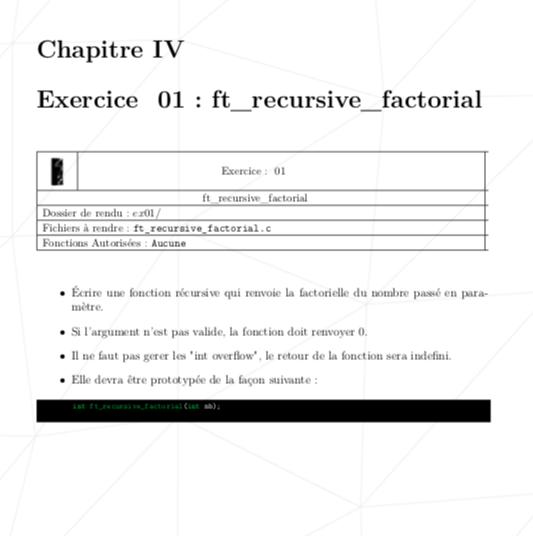 Chapitre IV
Exercice 01 : ft_recursive_factorial
Exercice : 01
ft_recursive_factorial
Dossier de rendu : ex01/
Fichiers à rendre : ft_recursive_factorial.c
Fonctions Autorisées : Aucune
• Écrire une fonction récursive qui renvoie la factorielle du nombre passé en para-
mètre.
• Si l'argument n'est pas valide, la fonction doit renvoyer 0.
• Il ne faut pas gerer les "int overflow", le retour de la fonction sera indefini.
• Elle devra être prototypée de la façon suivante :
int ft_recursive_factorial(int nb);